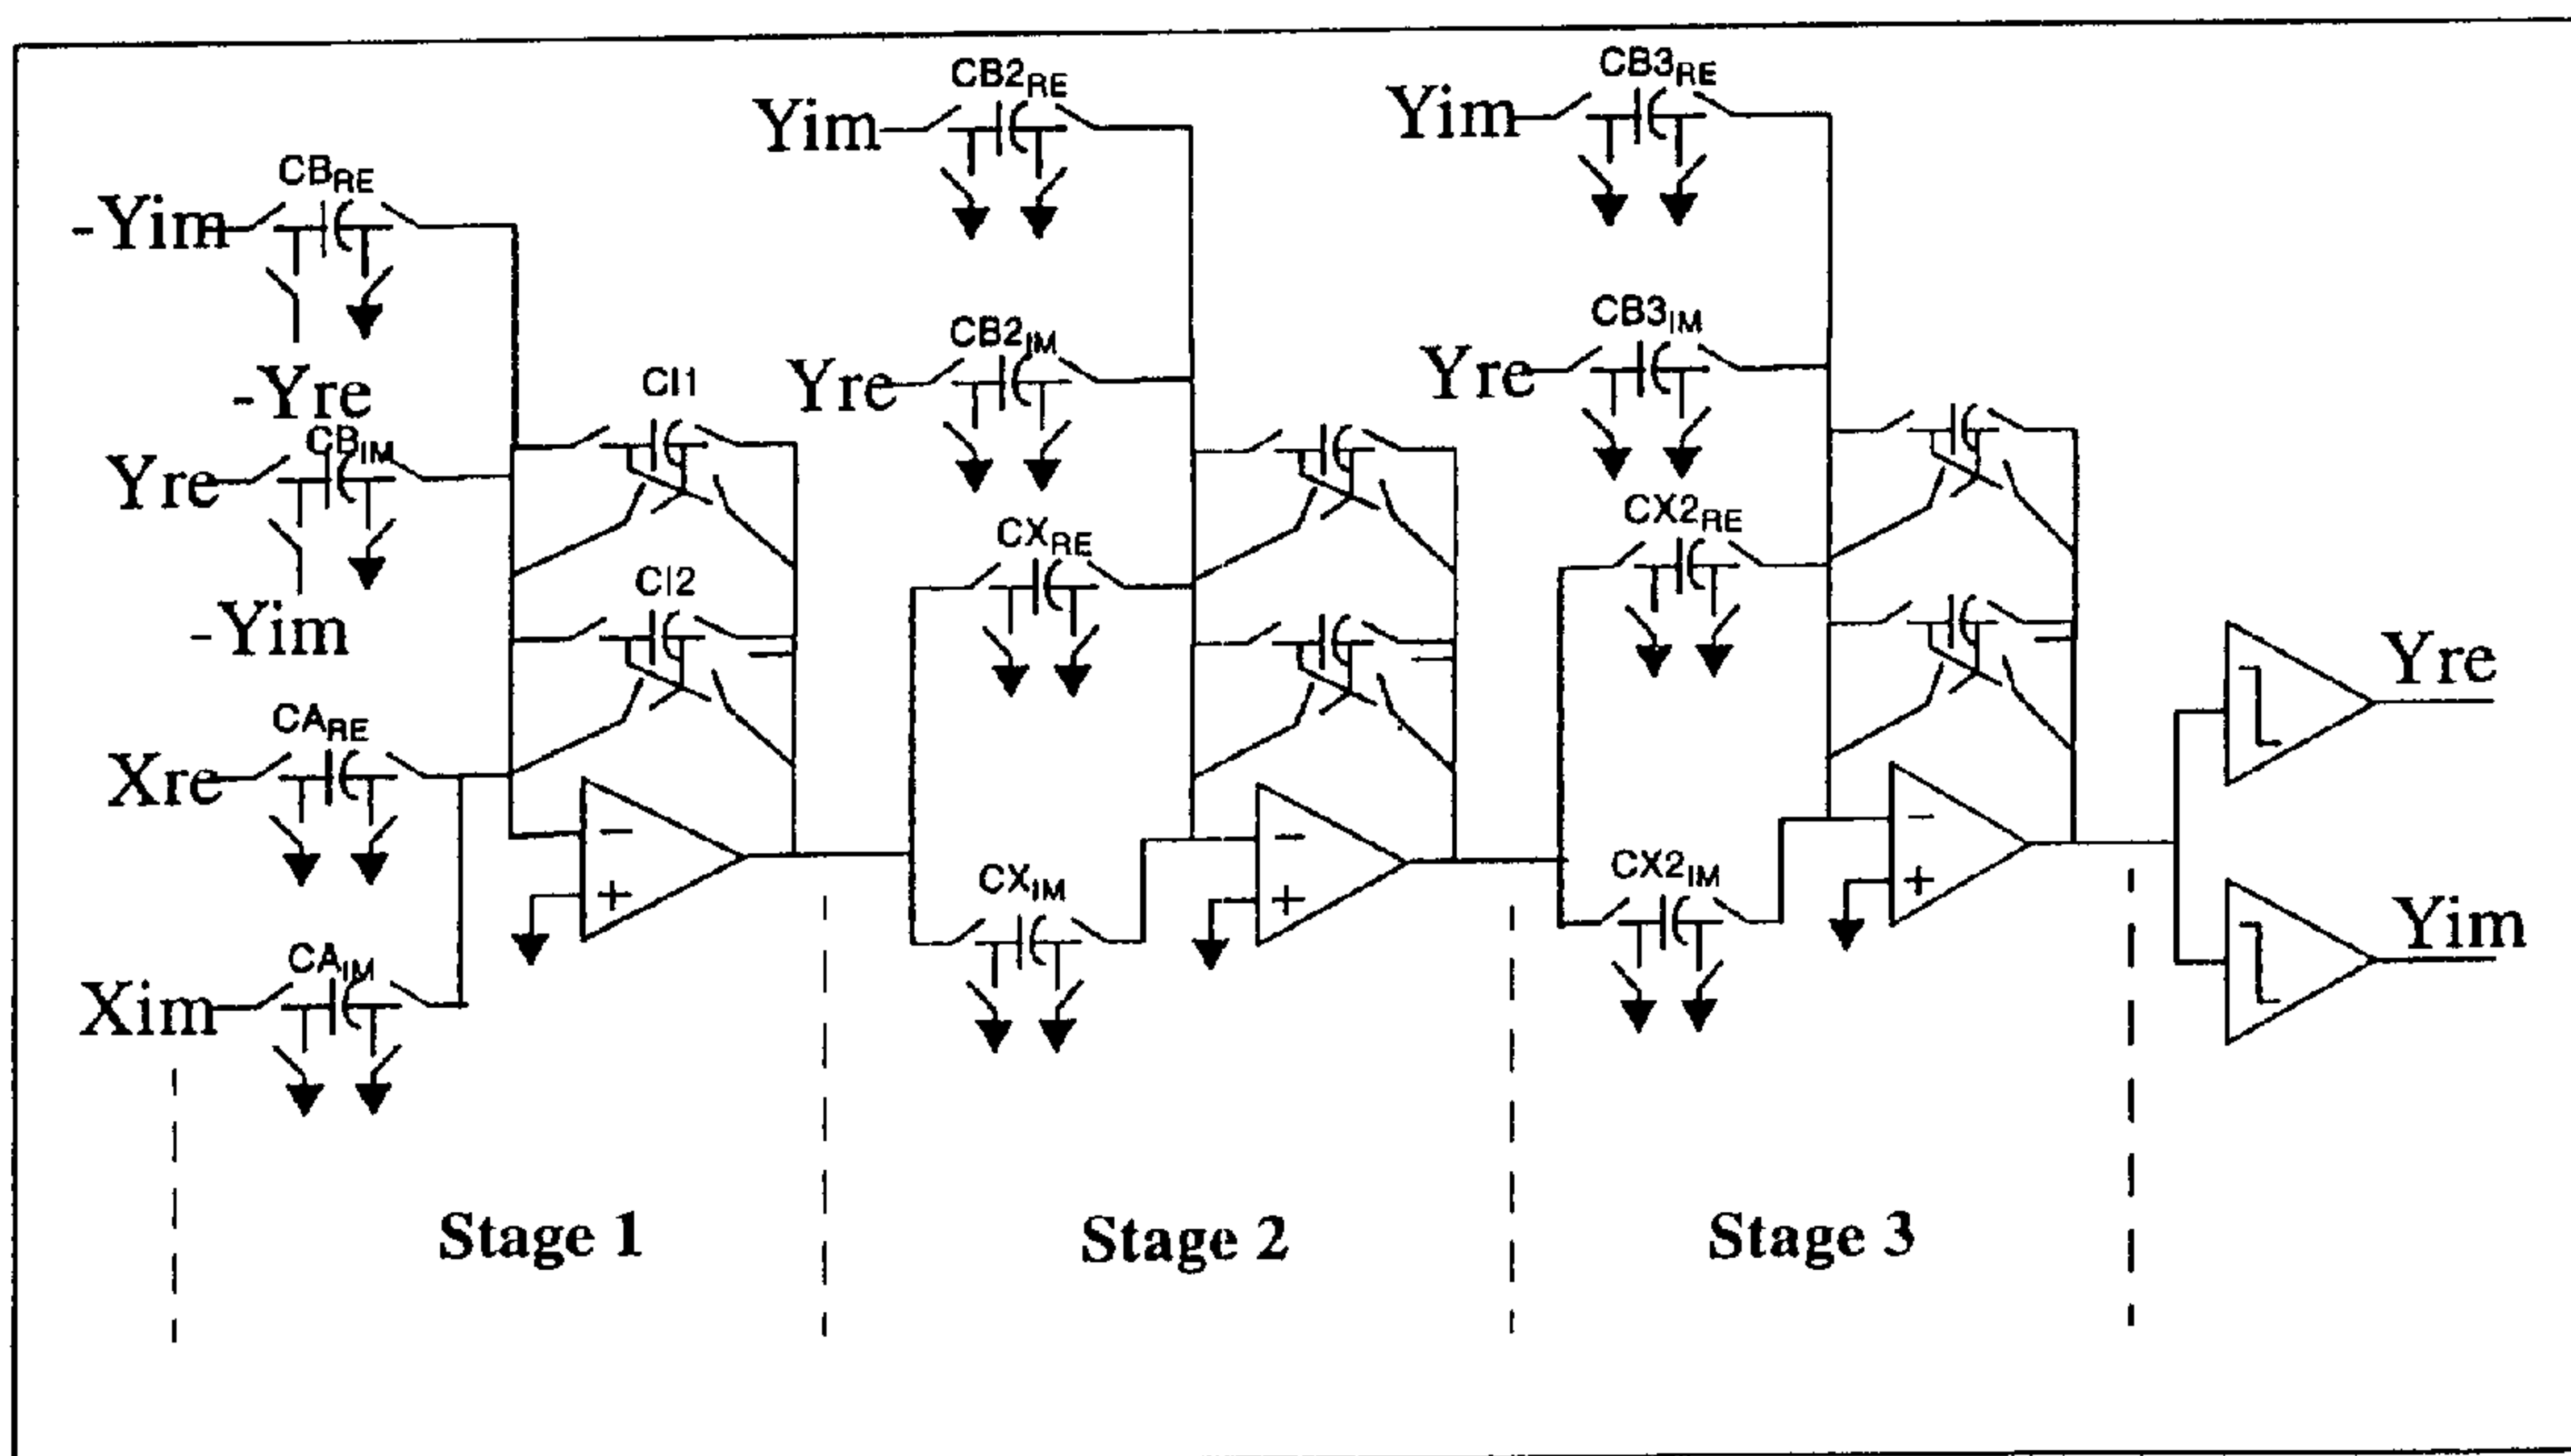 CB2RE
Yim
CB3RE
Yim
CBRE
-Yim
-Yre
CB2IM
Yre
CB3IM
Yre
CBIM
Yre
-Yim
CI1
CI2
CXRE
CX2RE
CARE
Xre
CAIM
Xim
CXIM
CX2IM
−
+
−
+
−
+
Yre
Yim
Stage 1
Stage 2
Stage 3